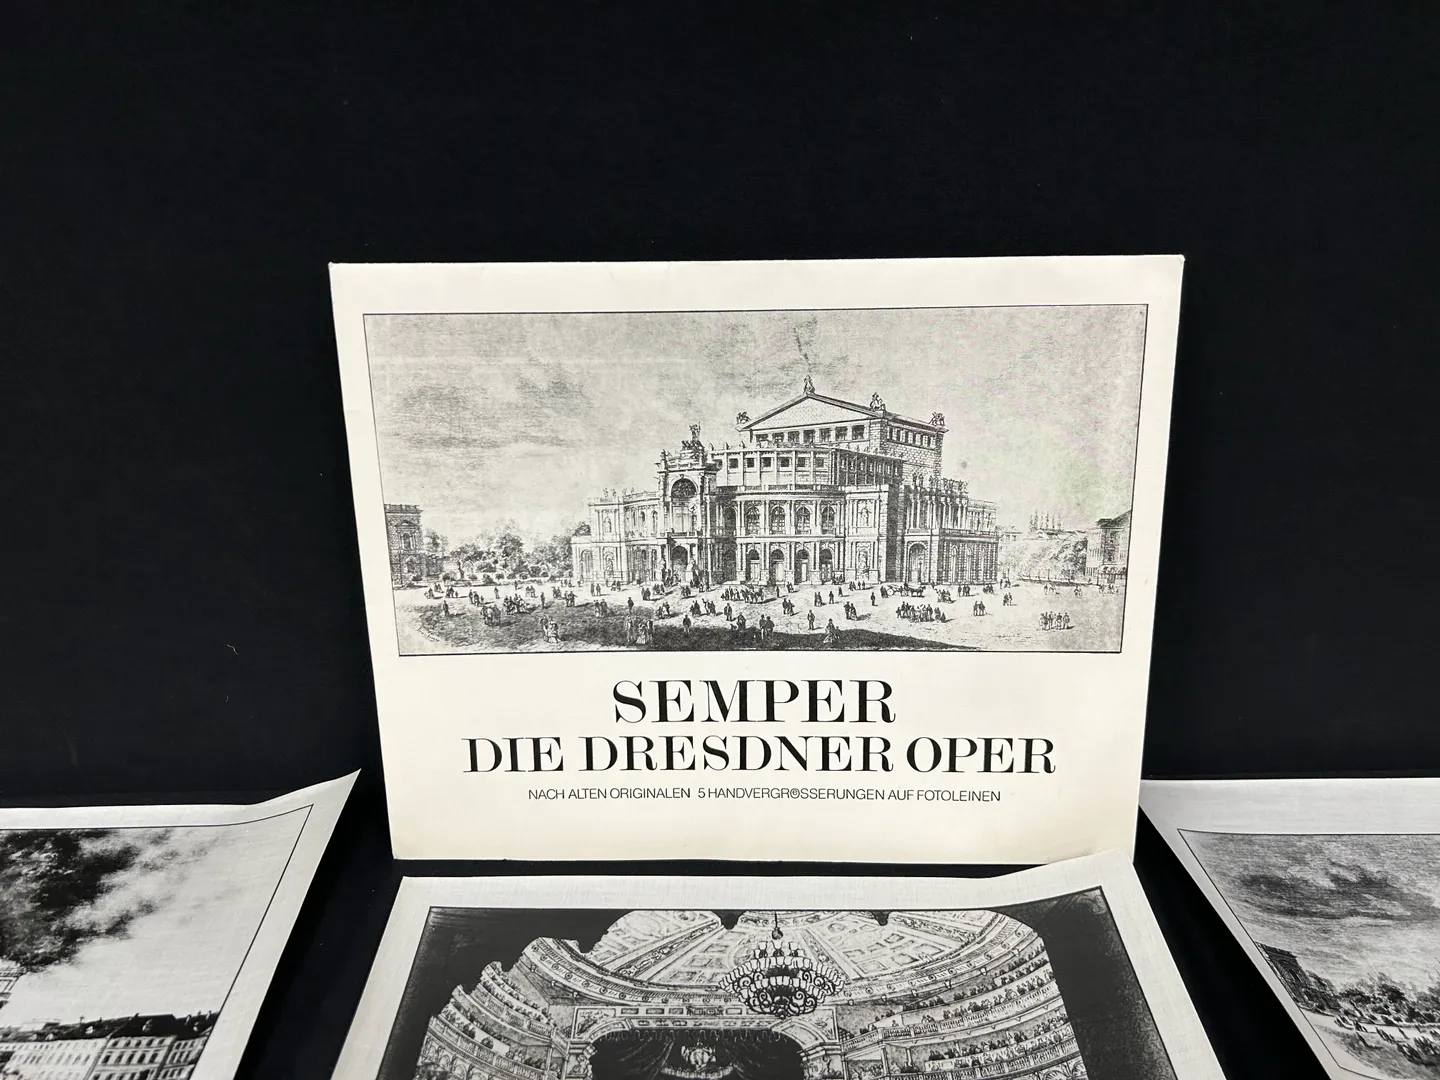 SEMPER
DIE DRESDNER OPER
NACH ALTEN ORIGINALEN 5 HANDVERGRÖSSERUNGEN AUF FOTOLEINEN